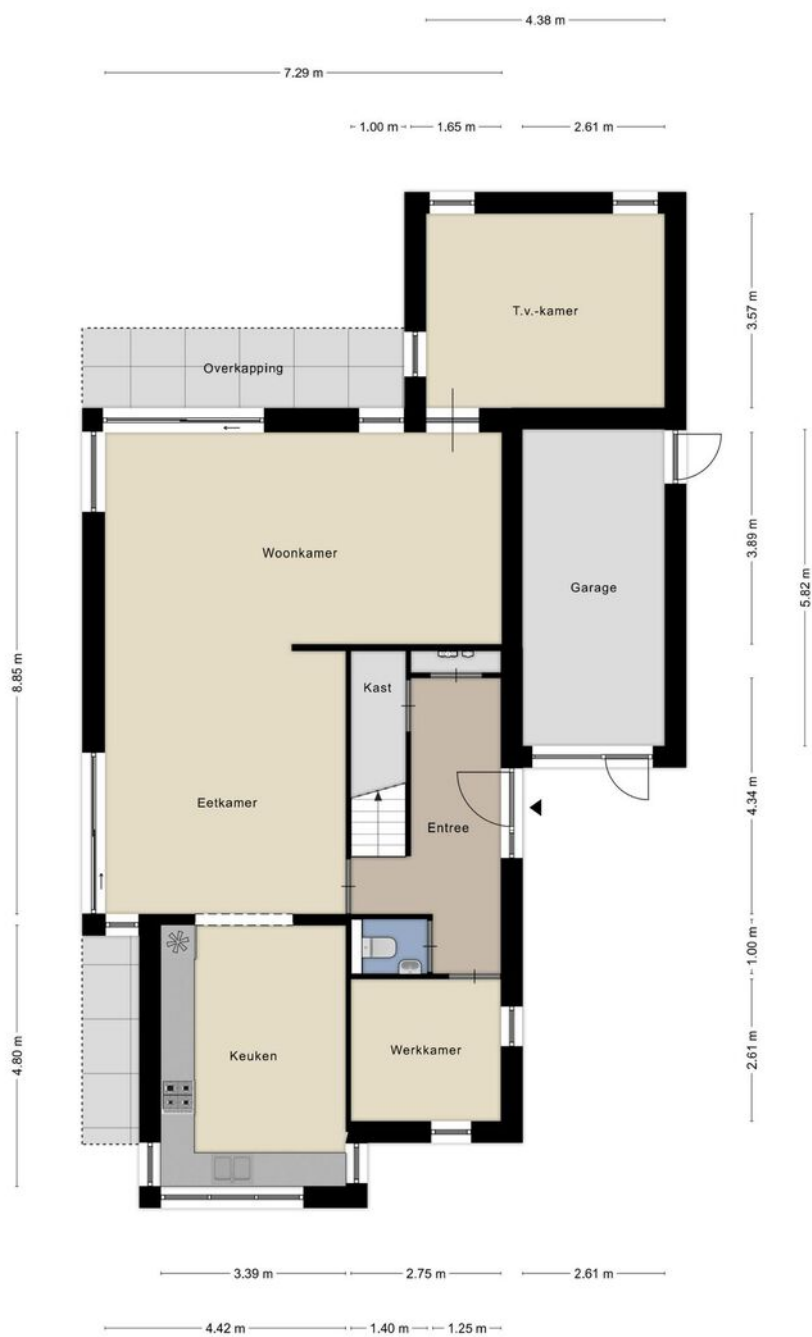 4.38 m
7.29 m
1.00 m
1.65 m
2.61 m
T.v.-kamer
3.57 m
Overkapping
Woonkamer
3.89 m
Garage
5.82 m
8.85 m
Kast
Eetkamer
Entree
4.34 m
1.00 m
Keuken
Werkkamer
4.80 m
2.61 m
3.39 m
2.75 m
2.61 m
4.42 m
1.40 m
1.25 m